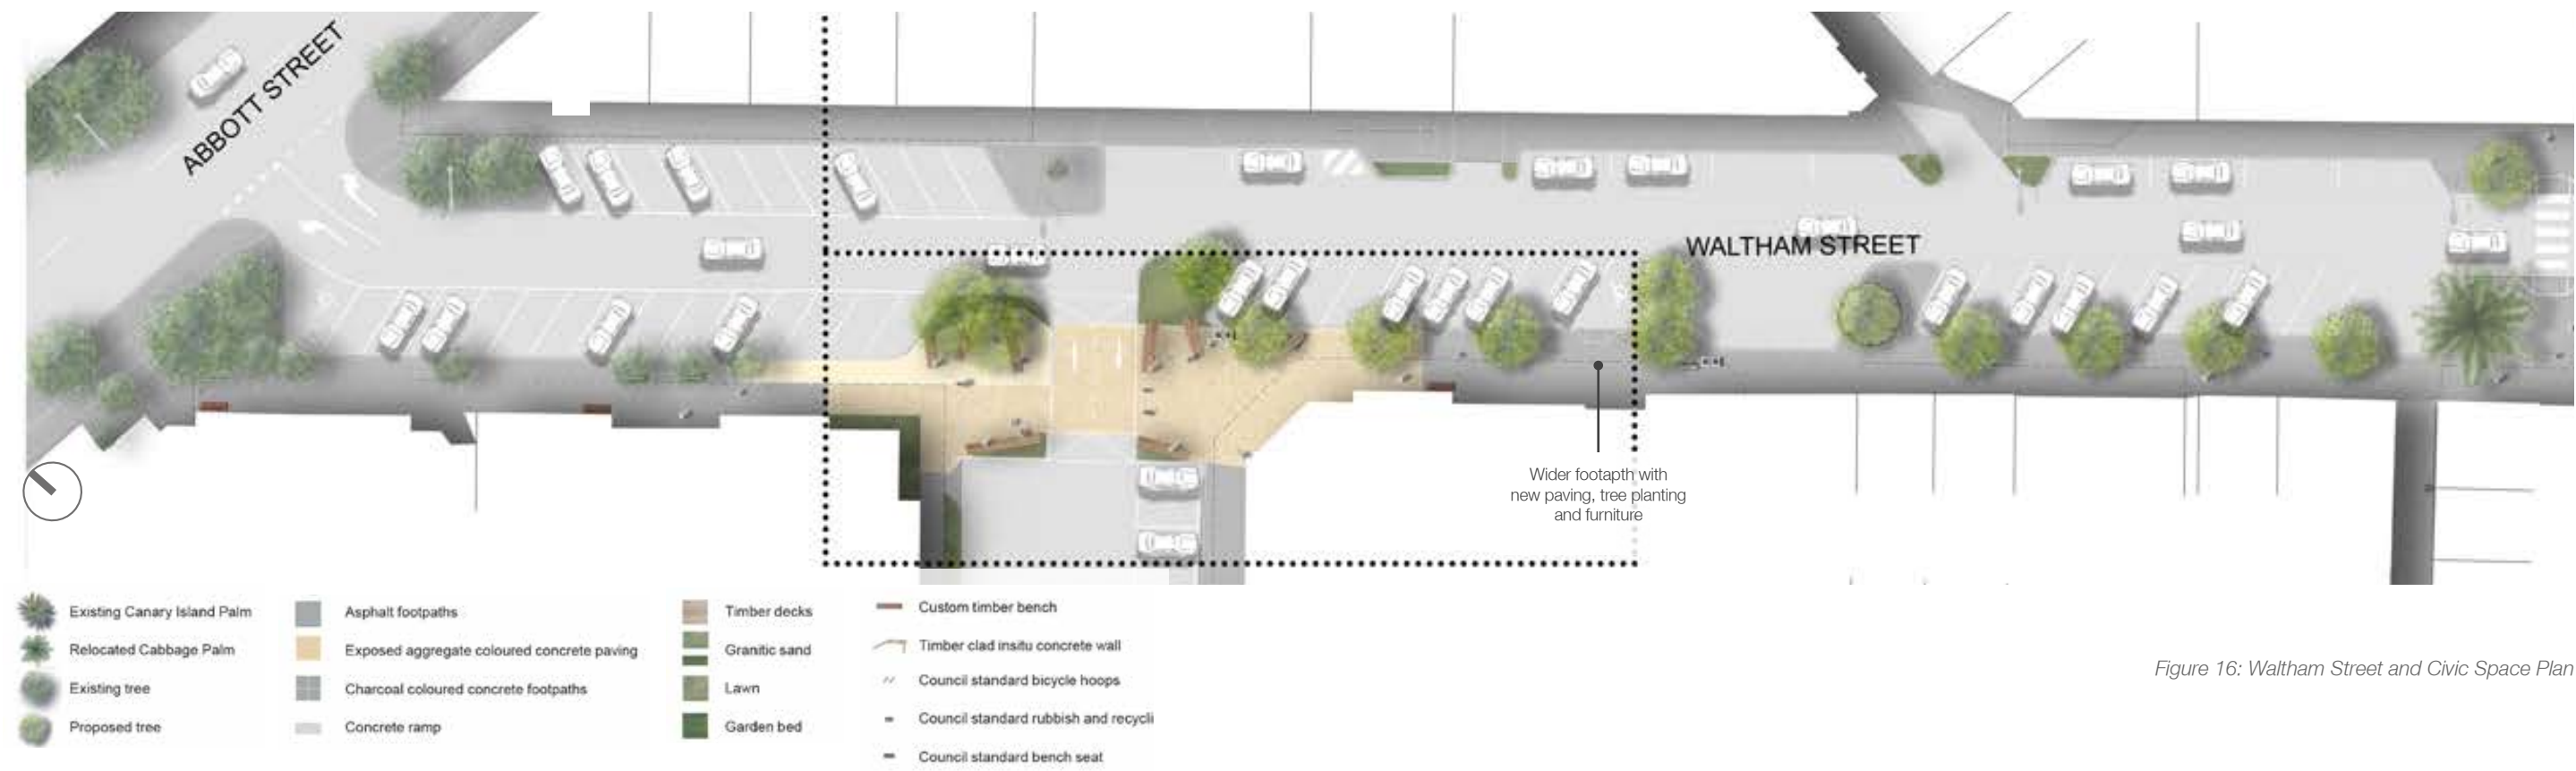 ABBOTT STREET
WALTHAM STREET
Wider footapth with
new paving, tree planting
and furniture
Existing Canary Island Palm
Relocated Cabbage Palm
Existing tree
Proposed tree
Asphalt footpaths
Exposed aggregate coloured concrete paving
Charcoal coloured concrete footpaths
Concrete ramp
Timber decks
Granitic sand
Lawn
Garden bed
Custom timber bench
Timber clad insitu concrete wall
Council standard bicycle hoops
Council standard rubbish and recycli
Council standard bench seat
Figure 16: Waltham Street and Civic Space Plan